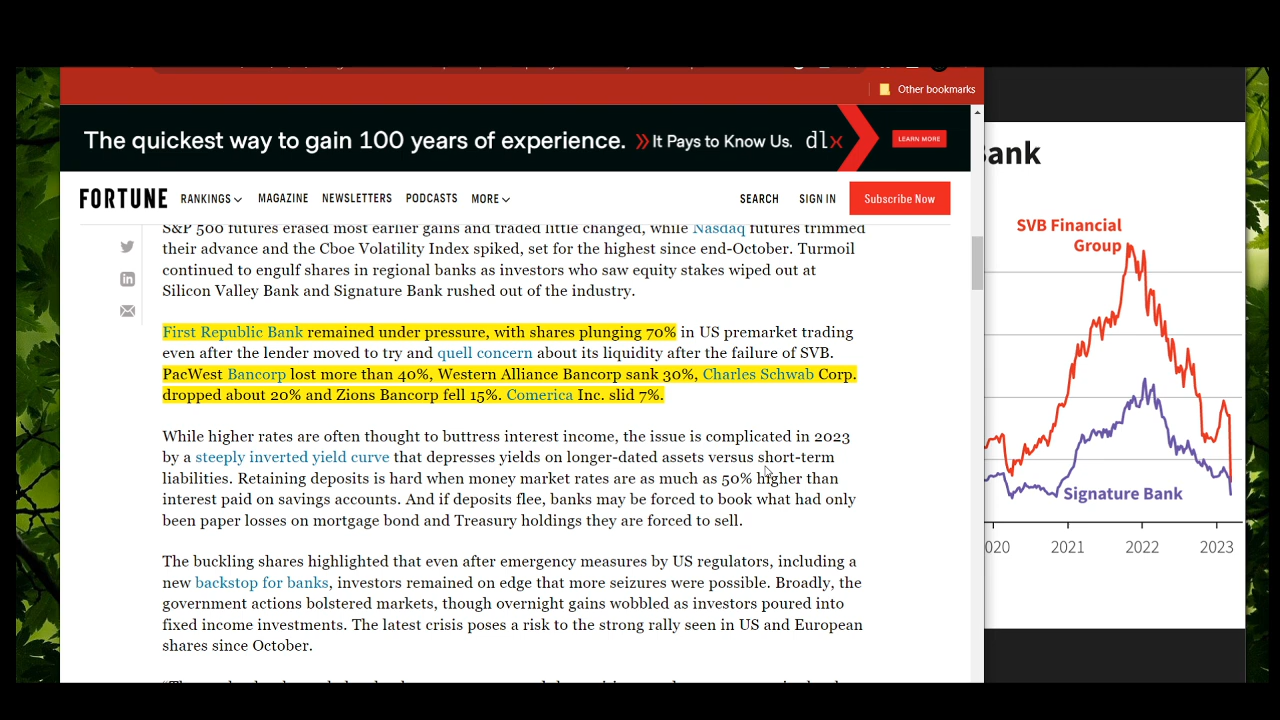 Other bookmarks
The quickest way to gain 100 years of experience. It Pays to Know Us. dlx LEARN MORE
FORTUNE RANKINGS MAGAZINE NEWSLETTERS PODCASTS MORE SEARCH SIGN IN Subscribe Now
S&P 500 futures erased most earlier gains and traded little changed, while Nasdaq futures trimmed
their advance and the Cboe Volatility Index spiked, set for the highest since end-October. Turmoil
continued to engulf shares in regional banks as investors who saw equity stakes wiped out at
Silicon Valley Bank and Signature Bank rushed out of the industry.
First Republic Bank remained under pressure, with shares plunging 70% in US premarket trading
even after the lender moved to try and quell concern about its liquidity after the failure of SVB.
PacWest Bancorp lost more than 40%, Western Alliance Bancorp sank 30%, Charles Schwab Corp.
dropped about 20% and Zions Bancorp fell 15%. Comerica Inc. slid 7%.
While higher rates are often thought to buttress interest income, the issue is complicated in 2023
by a steeply inverted yield curve that depresses yields on longer-dated assets versus short-term
liabilities. Retaining deposits is hard when money market rates are as much as 50% higher than
interest paid on savings accounts. And if deposits flee, banks may be forced to book what had only
been paper losses on mortgage bond and Treasury holdings they are forced to sell.
The buckling shares highlighted that even after emergency measures by US regulators, including a
new backstop for banks, investors remained on edge that more seizures were possible. Broadly, the
government actions bolstered markets, though overnight gains wobbled as investors poured into
fixed income investments. The latest crisis poses a risk to the strong rally seen in US and European
shares since October.
Bank
SVB Financial
Group
Signature Bank
020 2021 2022 2023